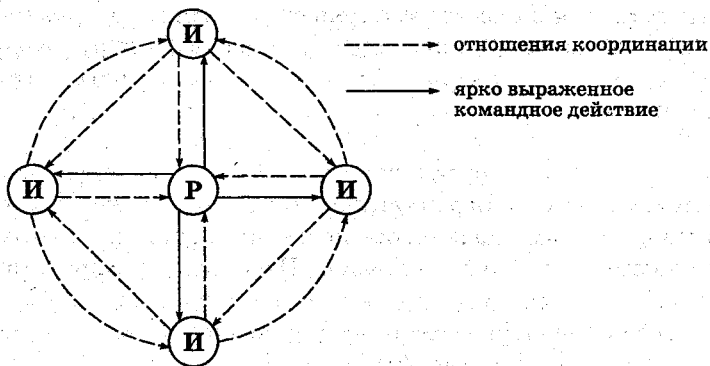 И
отношения координации
ярко выраженное
командное действие
И
Р
И
И